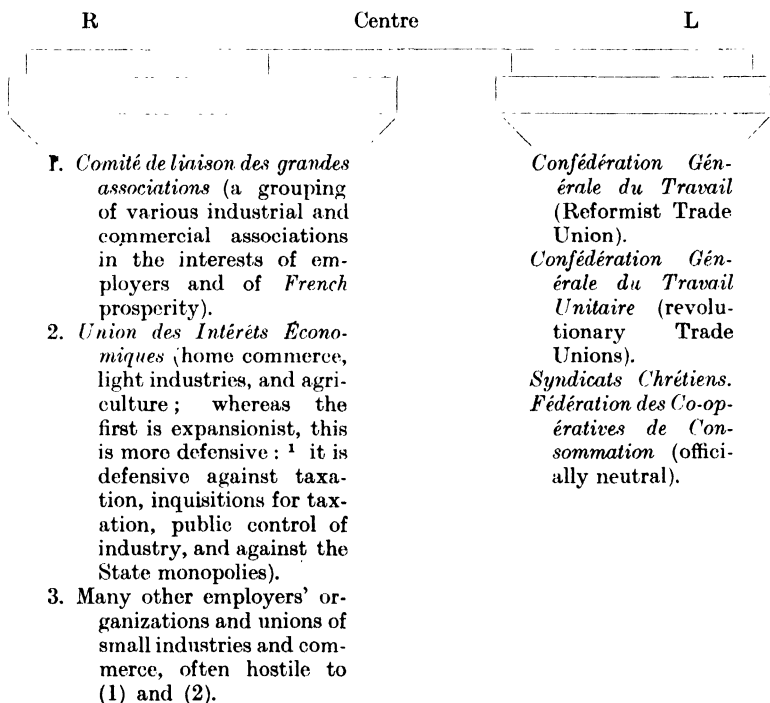 R Centre L
1. Comité de liaison des grandes
associations (a grouping
of various industrial and
commercial associations
in the interests of em-
ployers and of French
prosperity).
2. Union des Intérêts Écono-
miques (home commerce,
light industries, and agri-
culture ; whereas the
first is expansionist, this
is more defensive : ¹ it is
defensive against taxa-
tion, inquisitions for tax-
ation, public control of
industry, and against the
State monopolies).
3. Many other employers' or-
ganizations and unions of
small industries and com-
merce, often hostile to
(1) and (2).
Confédération Gén-
érale du Travail
(Reformist Trade
Union).
Confédération Gén-
érale du Travail
Unitaire (revolu-
tionary Trade
Unions).
Syndicats Chrétiens.
Fédération des Co-op-
ératives de Con-
sommation (offici-
ally neutral).